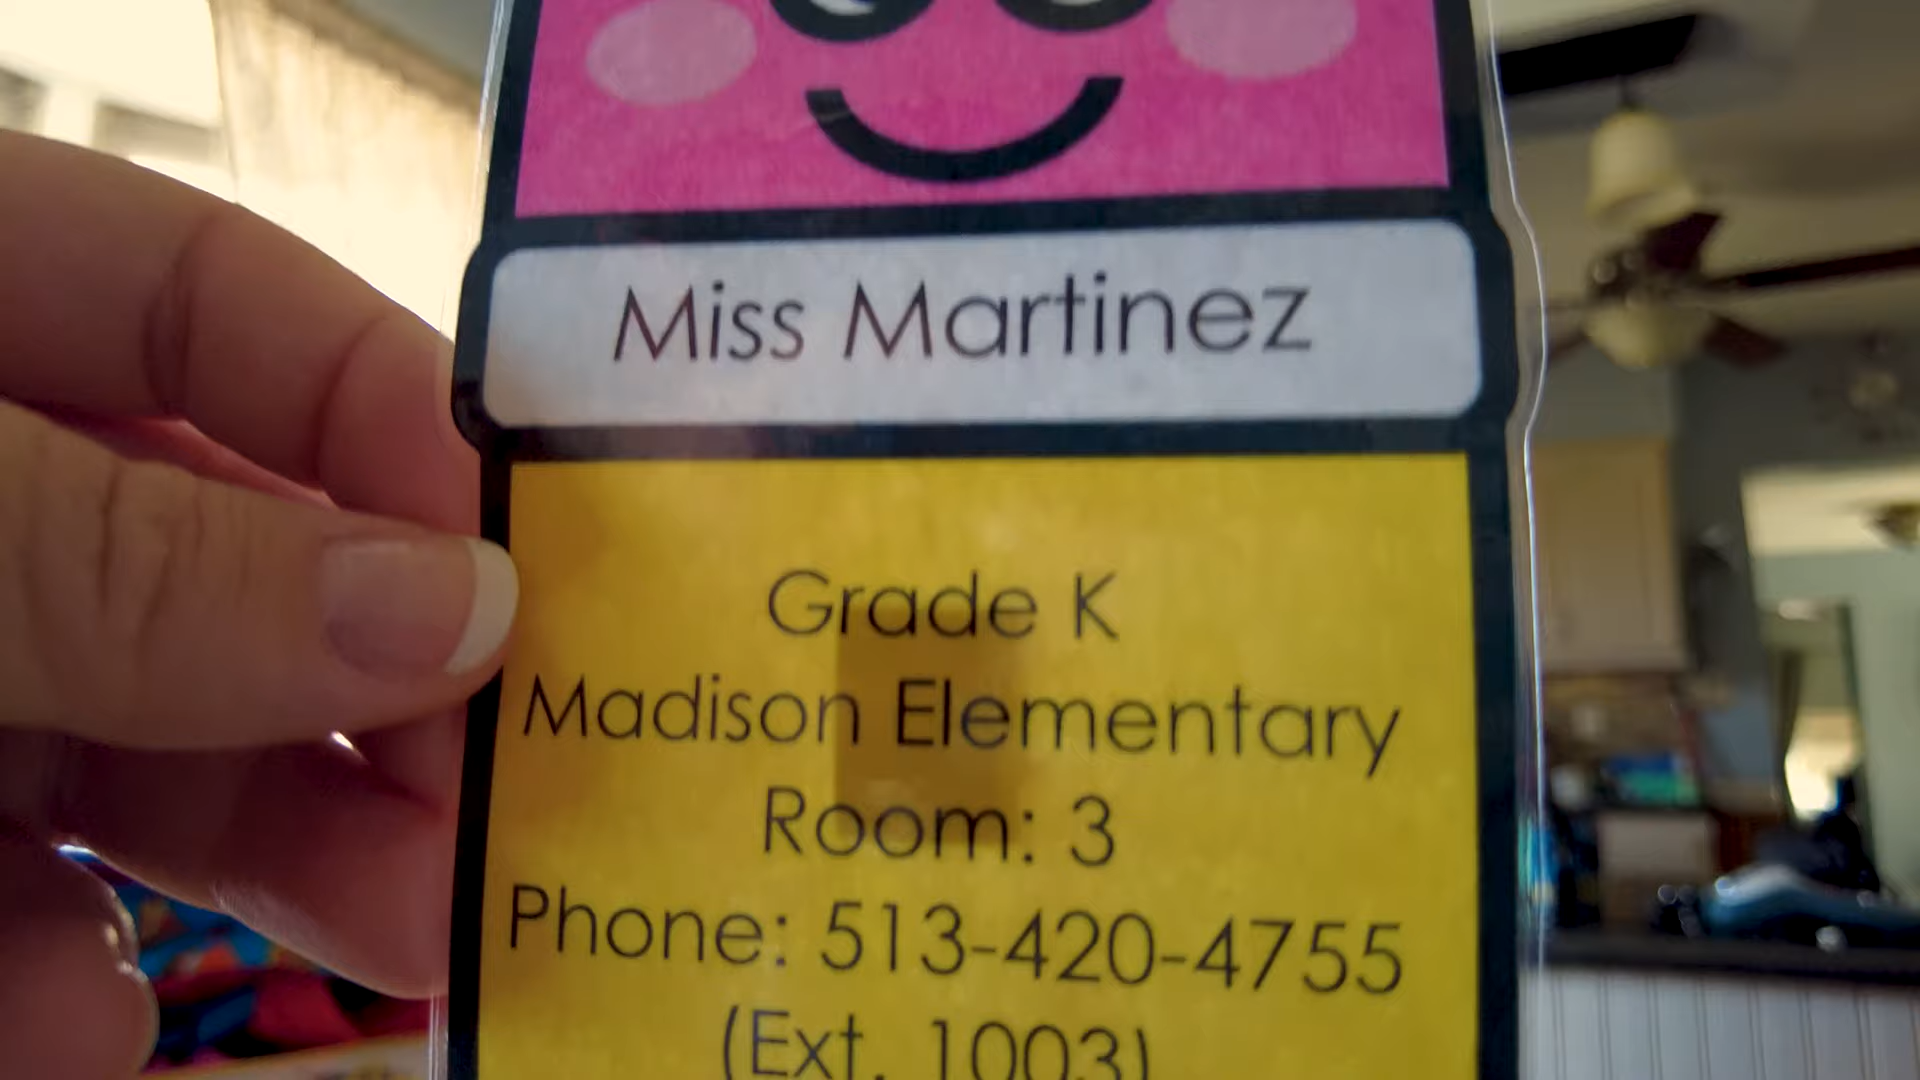 Miss Martinez
Grade K
Madison Elementary
Room: 3
Phone: 513-420-4755
(Ext. 1003)